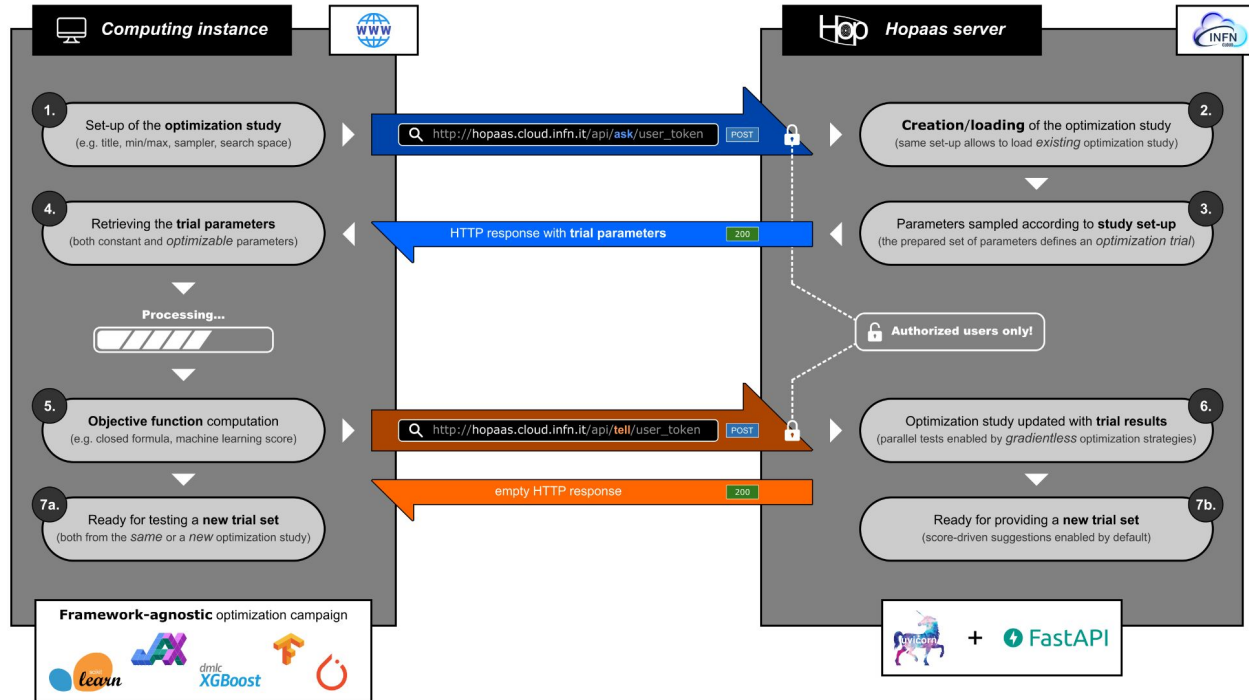 Computing instance
WWW
Hop
Hopaas server
INFN
CLOUD
1.
Set-up of the optimization study
(e.g. title, min/max, sampler, search space)
http://hopaas.cloud.infn.it/api/ask/user_token
POST
2.
Creation/loading of the optimization study
(same set-up allows to load existing optimization study)
4.
Retrieving the trial parameters
(both constant and optimizable parameters)
HTTP response with trial parameters
200
3.
Parameters sampled according to study set-up
(the prepared set of parameters defines an optimization trial)
Processing...
Authorized users only!
5.
Objective function computation
(e.g. closed formula, machine learning score)
http://hopaas.cloud.infn.it/api/tell/user_token
POST
6.
Optimization study updated with trial results
(parallel tests enabled by gradientless optimization strategies)
empty HTTP response
200
7a.
Ready for testing a new trial set
(both from the same or a new optimization study)
7b.
Ready for providing a new trial set
(score-driven suggestions enabled by default)
Framework-agnostic optimization campaign
scikit
learn
JAX
dmlc
XGBoost
uvicorn
+
FastAPI